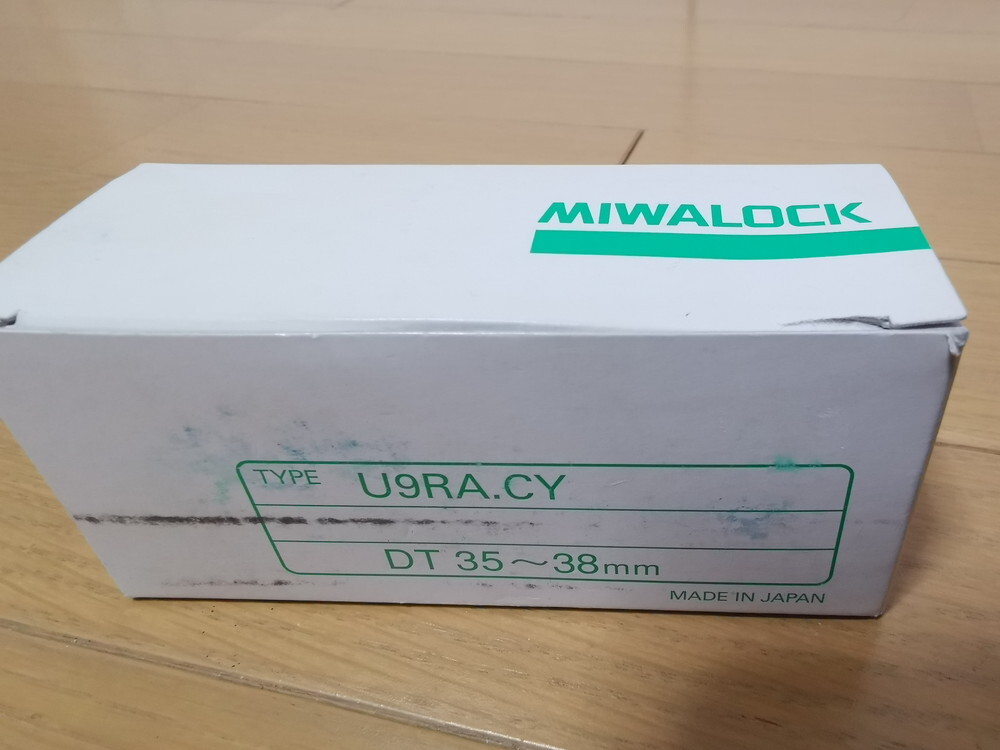 MIWALOCK
TYPE U9RA.CY
DT 35～38mm
MADE IN JAPAN